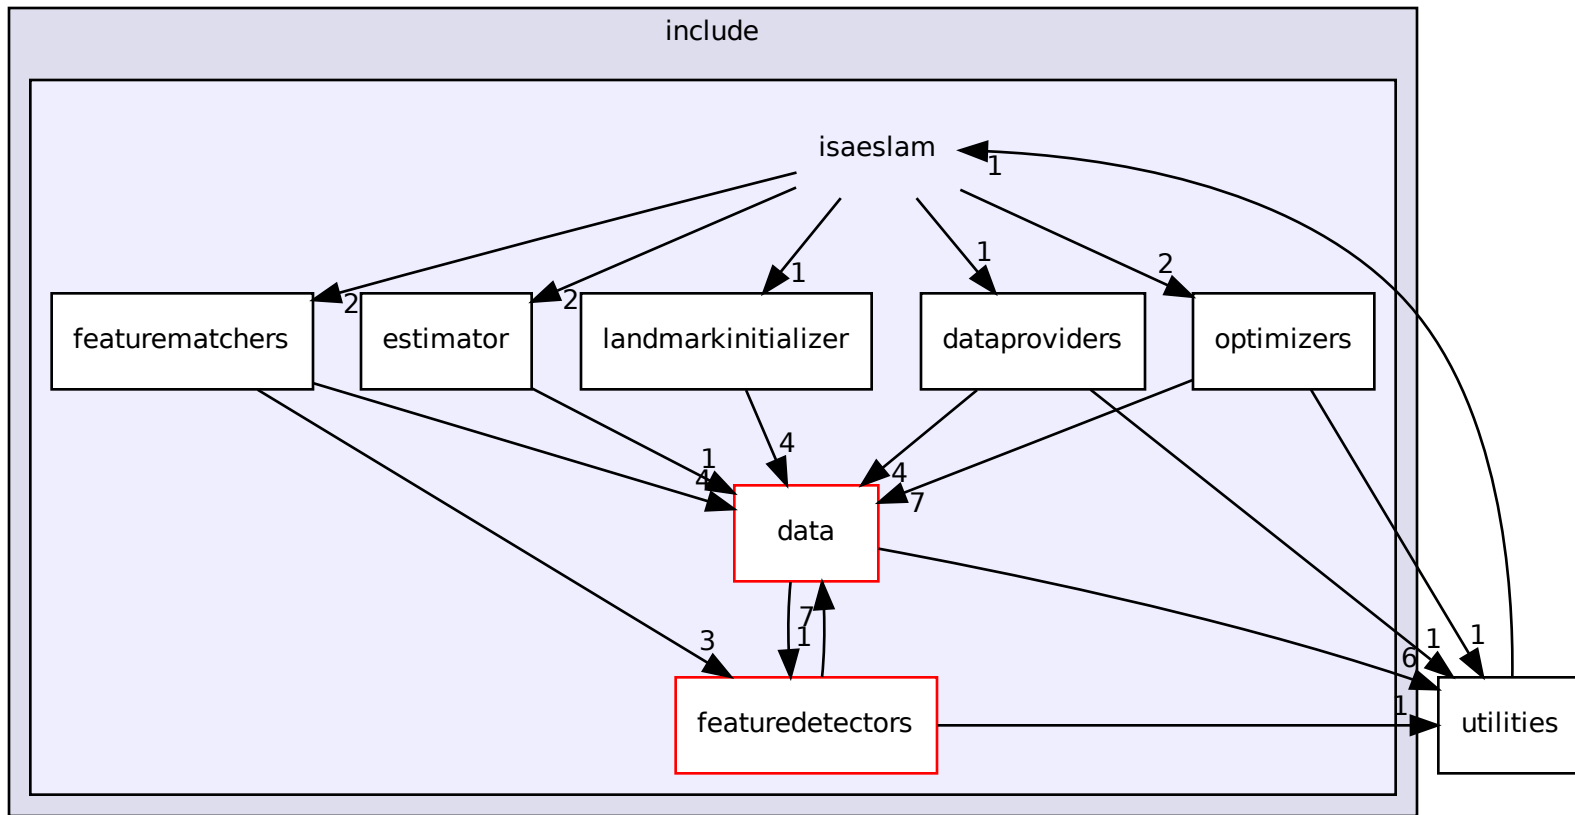 include
isaeslam
1
1
1
2
2
2
featurematchers
estimator
landmarkinitializer
dataproviders
optimizers
4
1
4
4
7
data
7
1
3
1
1
6
1
featuredetectors
utilities